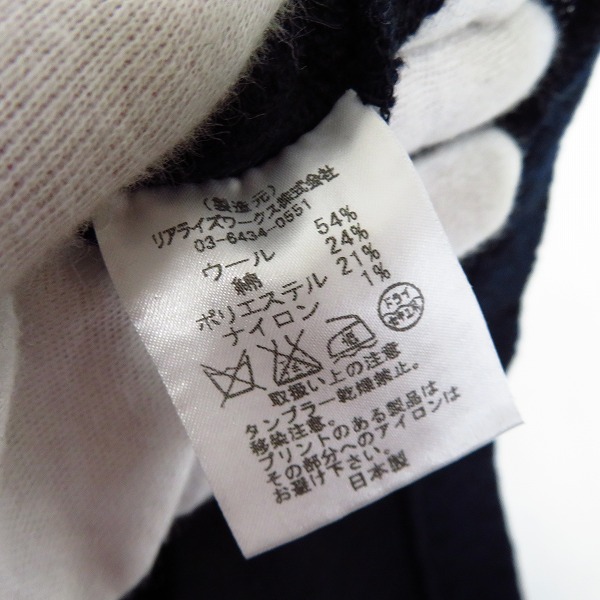 (製造元)
リアライズワークス株式会社
03-6434-0551
ウール 54%
綿 24%
ポリエステル 21%
ナイロン 1%
ドライ
取扱い上の注意
タンブラー乾燥禁止。
移染注意。
プリントのある製品は
その部分へのアイロンは
お避け下さい。
日本製